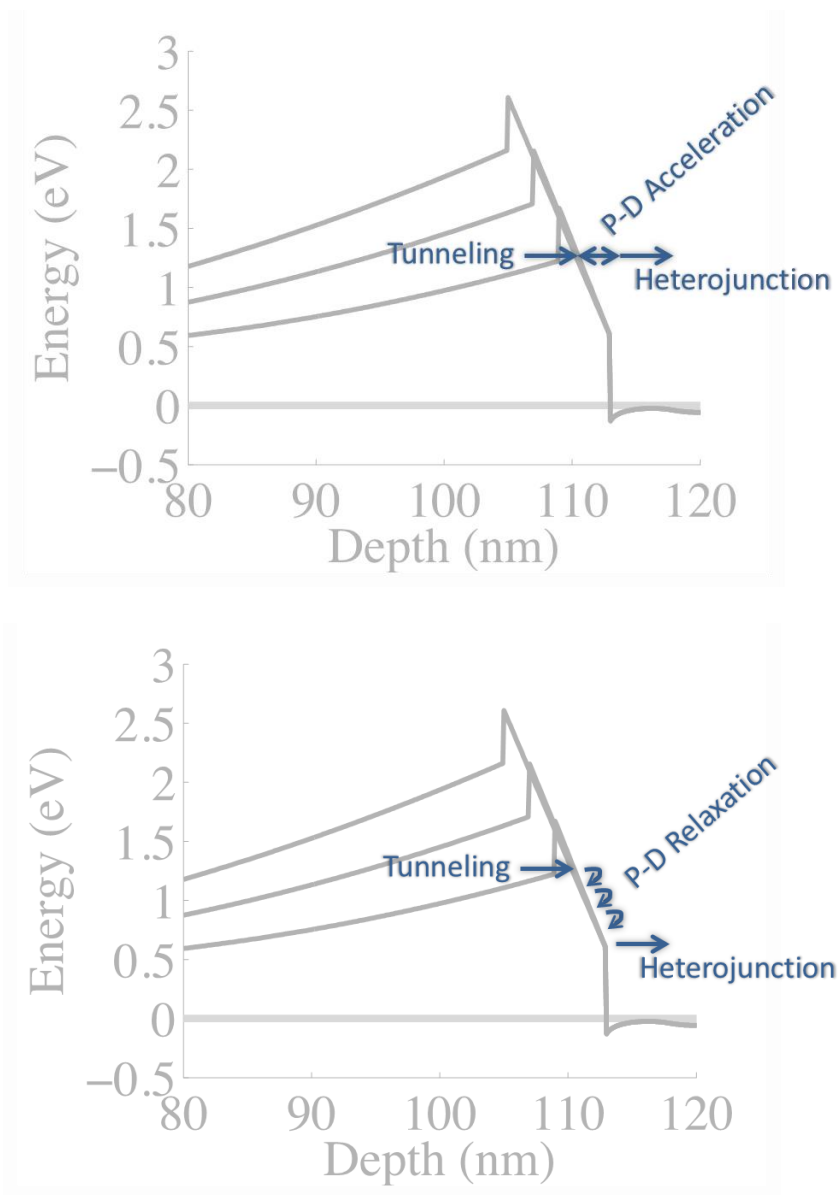 3
2.5
2
1.5
1
0.5
0
−0.5
Energy (eV)
80 90 100 110 120
Depth (nm)
Tunneling
P-D Acceleration
Heterojunction
3
2.5
2
1.5
1
0.5
0
−0.5
Energy (eV)
80 90 100 110 120
Depth (nm)
Tunneling
P-D Relaxation
Heterojunction